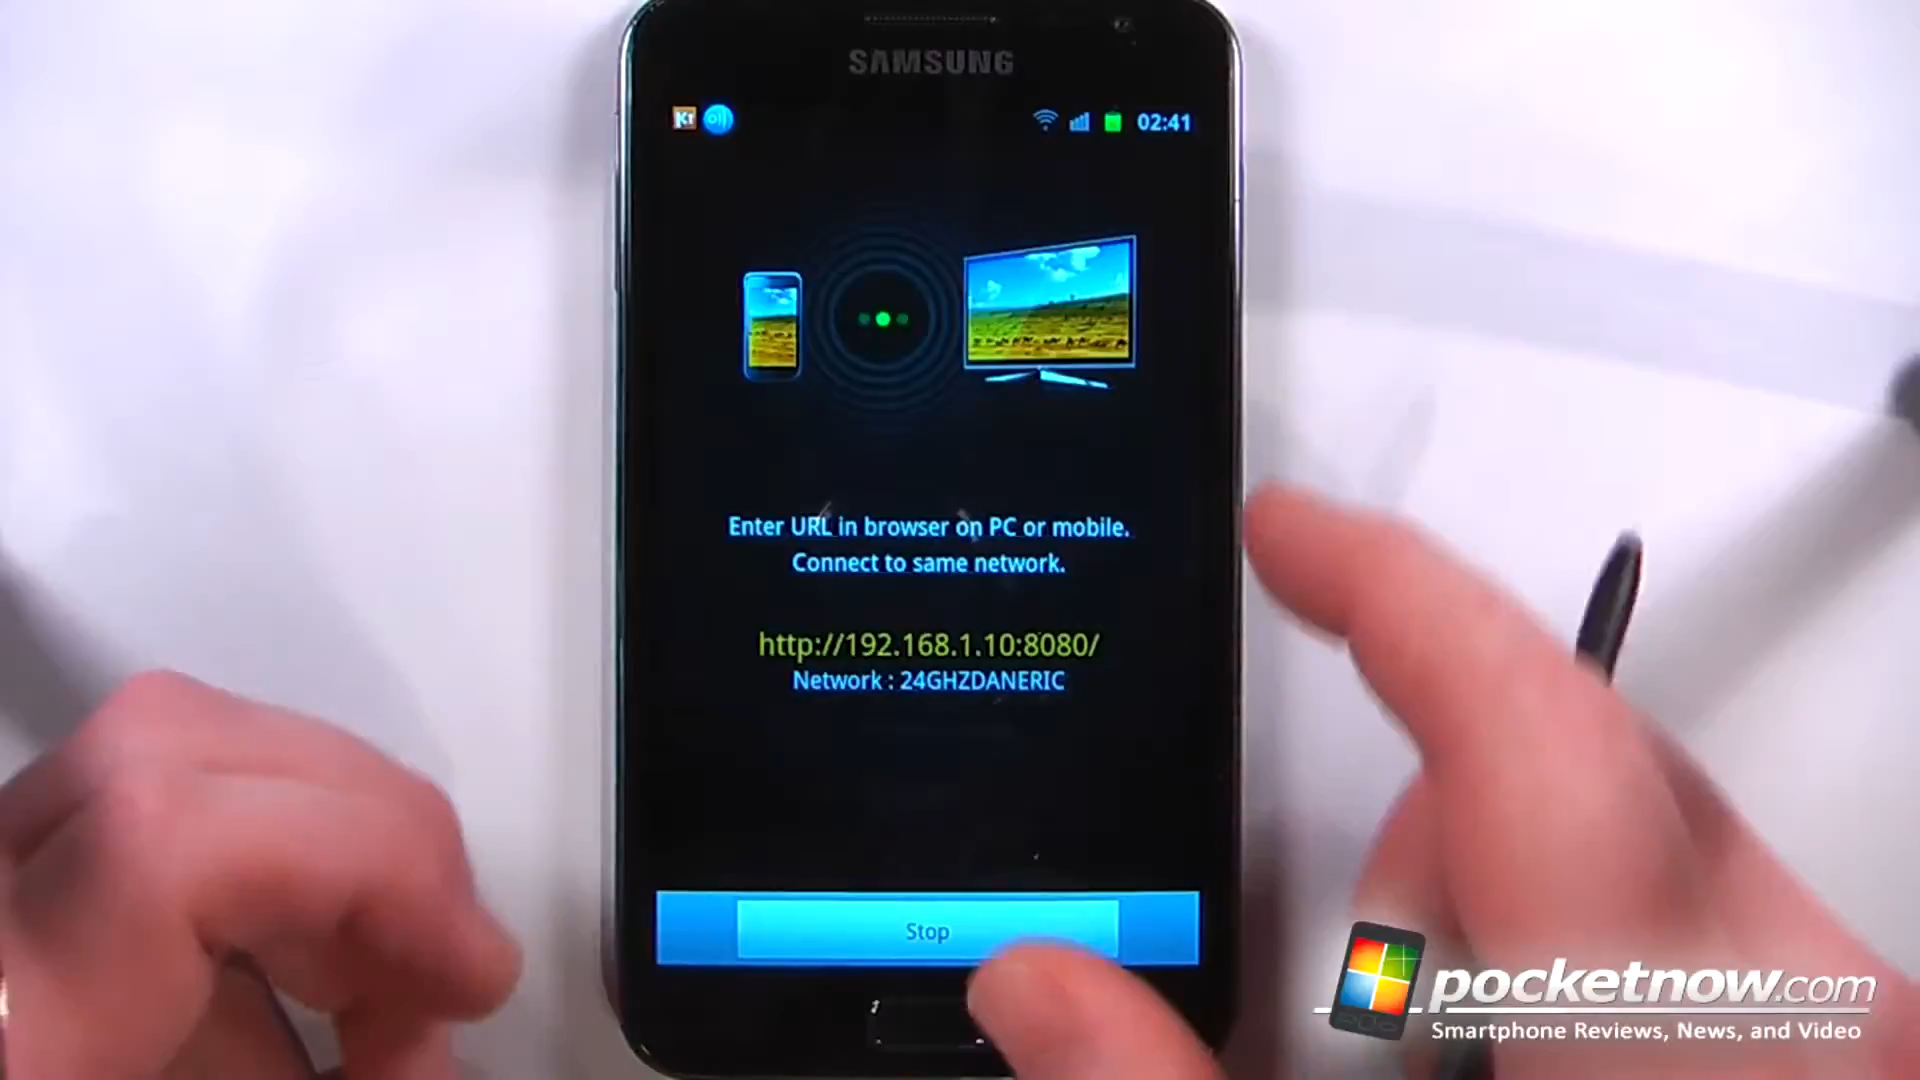 SAMSUNG
02:41
Enter URL in browser on PC or mobile.
Connect to same network.
http://192.168.1.10:8080/
Network : 24GHZDANERIC
Stop
pocketnow.com
Smartphone Reviews, News, and Video